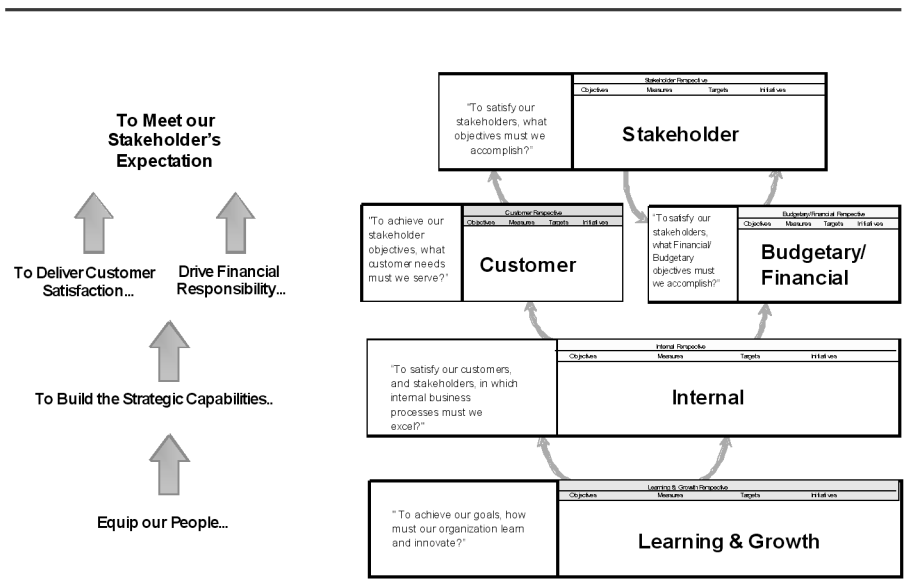 To Meet our
Stakeholder's
Expectation
To Deliver Customer
Satisfaction...
Drive Financial
Responsibility...
To Build the Strategic Capabilities..
Equip our People...
"To satisfy our
stakeholders, what
objectives must we
accomplish?"
Stakeholder Perspective
Objectives Measures Targets Initiatives
Stakeholder
"To achieve our
stakeholder
objectives, what
customer needs
must we serve?"
Customer Perspective
Objectives Measures Targets Initiatives
Customer
"To satisfy our
stakeholders,
what Financial/
Budgetary
objectives must
we accomplish?"
Budgetary/Financial Perspective
Objectives Measures Targets Initiatives
Budgetary/
Financial
"To satisfy our customers,
and stakeholders, in which
internal business
processes must we
excel?"
Internal Perspective
Objectives Measures Targets Initiatives
Internal
" To achieve our goals, how
must our organization learn
and innovate?"
Learning & Growth Perspective
Objectives Measures Targets Initiatives
Learning & Growth